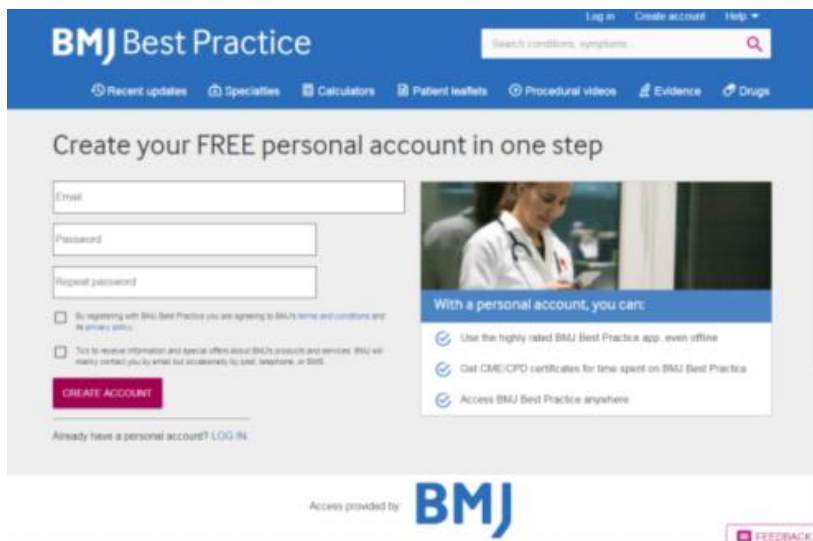 Log in Create account Help
BMJ Best Practice
Search conditions, symptoms...
Recent updates Specialties Calculators Patient leaflets Procedural videos Evidence Drugs
Create your FREE personal account in one step
Email
Password
Repeat password
By registering with BMJ Best Practice you are agreeing to BMJ's terms and conditions and
its privacy policy.
Tick to receive information and special offers about BMJ's products and services. BMJ will
mainly contact you by email but occasionally by post, telephone, or SMS.
CREATE ACCOUNT
Already have a personal account? LOG IN
With a personal account, you can:
Use the highly rated BMJ Best Practice app, even offline
Get CME/CPD certificates for time spent on BMJ Best Practice
Access BMJ Best Practice anywhere
Access provided by:
BMJ
FEEDBACK